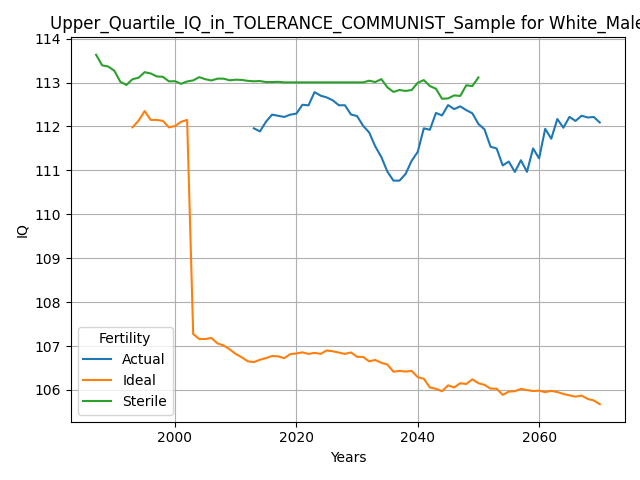 Upper_Quartile_IQ_in_TOLERANCE_COMMUNIST_Sample for White_Male
114
113
112
111
110
109
108
107
106
IQ
Fertility
Actual
Ideal
Sterile
2000
2020
2040
2060
Years